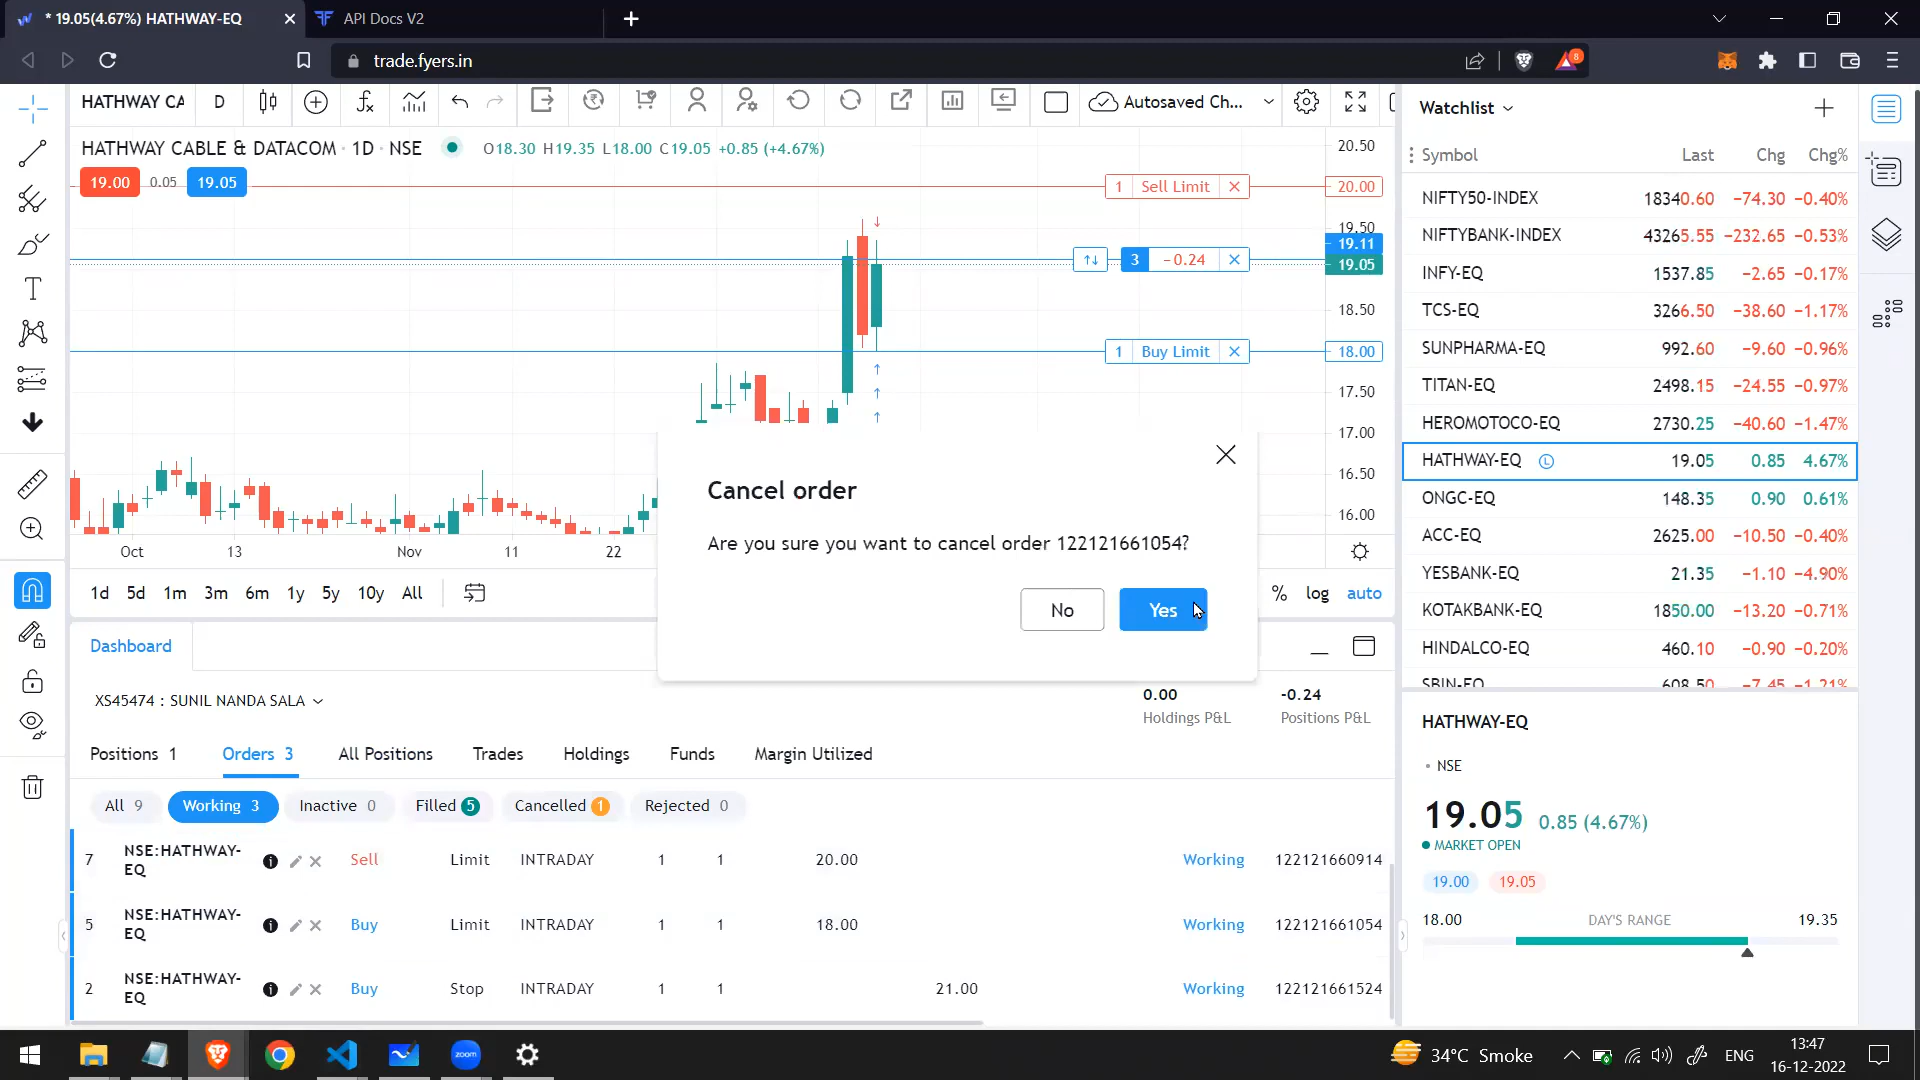 * 19.05(4.67%) HATHWAY-EQ
API Docs V2
trade.fyers.in
8
HATHWAY CA
D
Autosaved Ch...
HATHWAY CABLE & DATACOM · 1D · NSE
O18.30 H19.35 L18.00 C19.05 +0.85 (+4.67%)
19.00 0.05 19.05
1 Sell Limit
3 -0.24
1 Buy Limit
20.50
20.00
19.50
19.11
19.05
18.50
18.00
17.50
17.00
16.50
16.00
Oct 13 Nov 11 22
Cancel order
Are you sure you want to cancel order 122121661054?
No Yes
1d 5d 1m 3m 6m 1y 5y 10y All
% log auto
Dashboard
XS45474 : SUNIL NANDA SALA
0.00
Holdings P&L
-0.24
Positions P&L
Positions 1 Orders 3 All Positions Trades Holdings Funds Margin Utilized
All 9 Working 3 Inactive 0 Filled 5 Cancelled 1 Rejected 0
7 NSE:HATHWAY-EQ Sell Limit INTRADAY 1 1 20.00 Working 122121660914
5 NSE:HATHWAY-EQ Buy Limit INTRADAY 1 1 18.00 Working 122121661054
2 NSE:HATHWAY-EQ Buy Stop INTRADAY 1 1 21.00 Working 122121661524
Watchlist
Symbol Last Chg Chg%
NIFTY50-INDEX 18340.60 -74.30 -0.40%
NIFTYBANK-INDEX 43265.55 -232.65 -0.53%
INFY-EQ 1537.85 -2.65 -0.17%
TCS-EQ 3266.50 -38.60 -1.17%
SUNPHARMA-EQ 992.60 -9.60 -0.96%
TITAN-EQ 2498.15 -24.55 -0.97%
HEROMOTOCO-EQ 2730.25 -40.60 -1.47%
HATHWAY-EQ L 19.05 0.85 4.67%
ONGC-EQ 148.35 0.90 0.61%
ACC-EQ 2625.00 -10.50 -0.40%
YESBANK-EQ 21.35 -1.10 -4.90%
KOTAKBANK-EQ 1850.00 -13.20 -0.71%
HINDALCO-EQ 460.10 -0.90 -0.20%
SBIN-EQ 608.50 -7.45 -1.21%
HATHWAY-EQ
NSE
19.05 0.85 (4.67%)
MARKET OPEN
19.00 19.05
18.00 DAY'S RANGE 19.35
zoom
34°C Smoke
ENG
13:47
16-12-2022